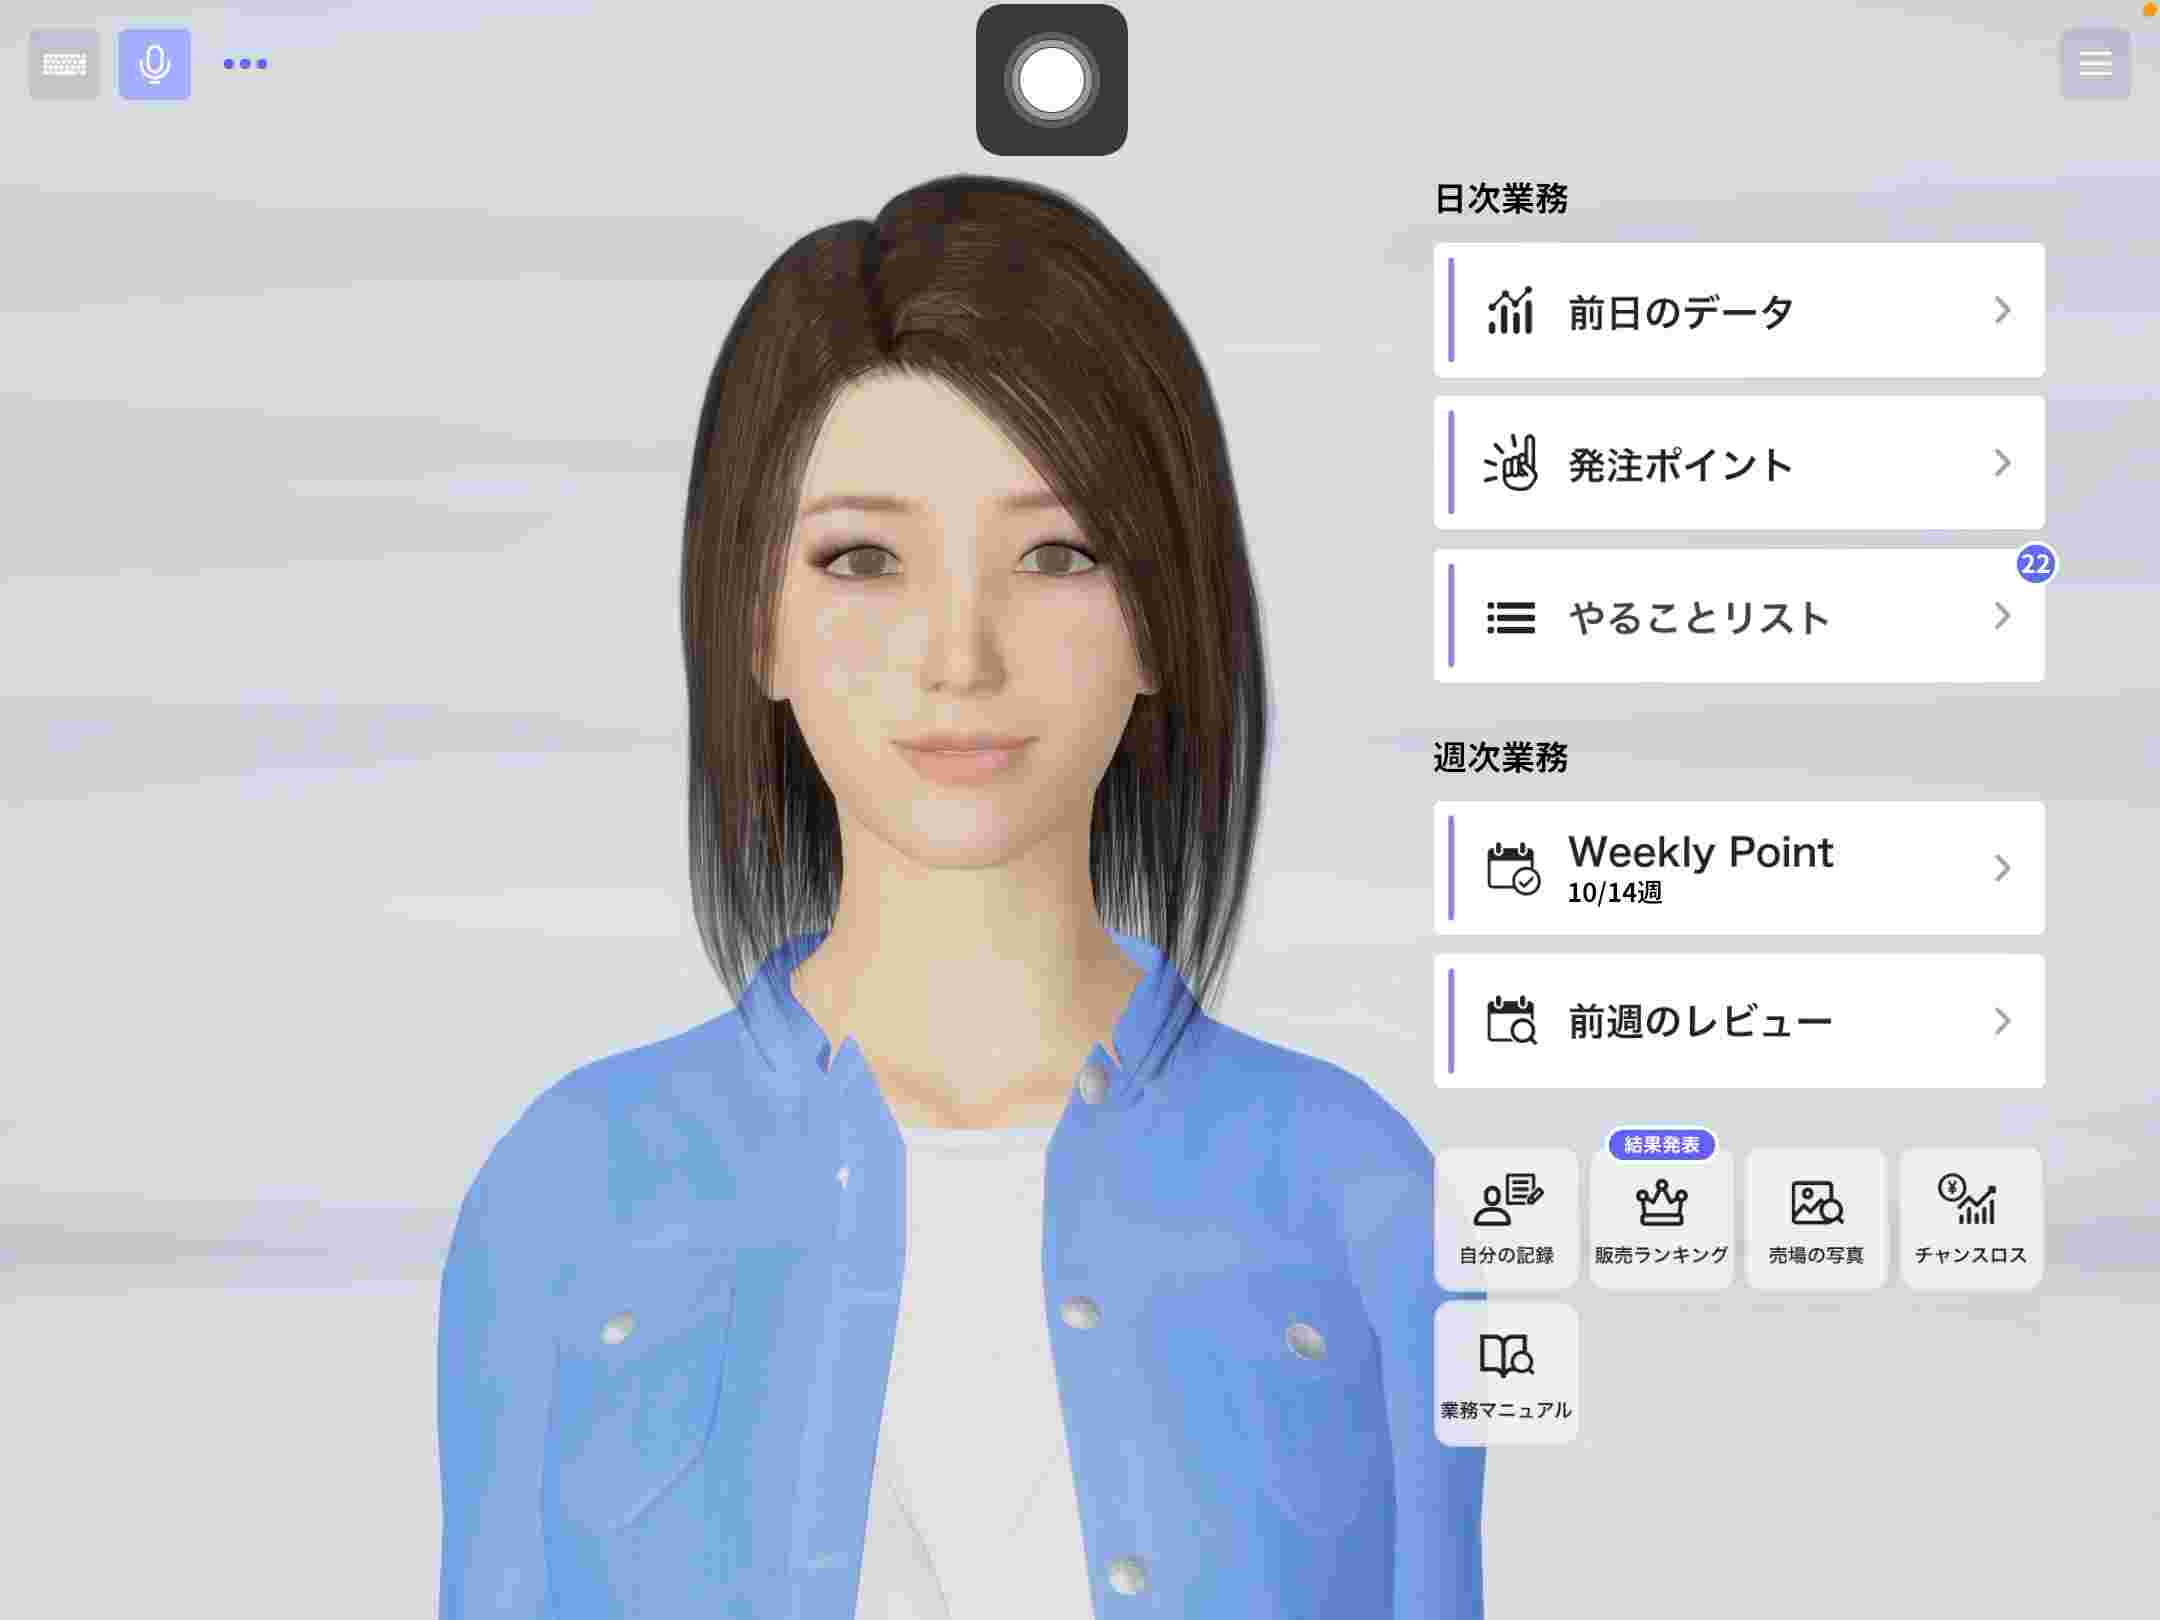 日次業務
前日のデータ
発注ポイント
22
やることリスト
週次業務
Weekly Point
10/14週
前週のレビュー
結果発表
自分の記録
販売ランキング
売場の写真
チャンスロス
業務マニュアル